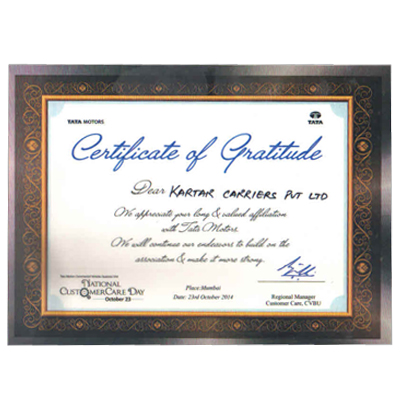 TATA MOTORS
TATA
Certificate of Gratitude
Dear KARTAR CARRIERS PVT LTD
We appreciate your long & valued affiliation
with Tata Motors.
We will continue our endeavors to build on the
association & make it more strong.
NATIONAL
CUSTOMERCARE DAY
October 23
Place:Mumbai
Date: 23rd October 2014
Regional Manager
Customer Care, CVBU